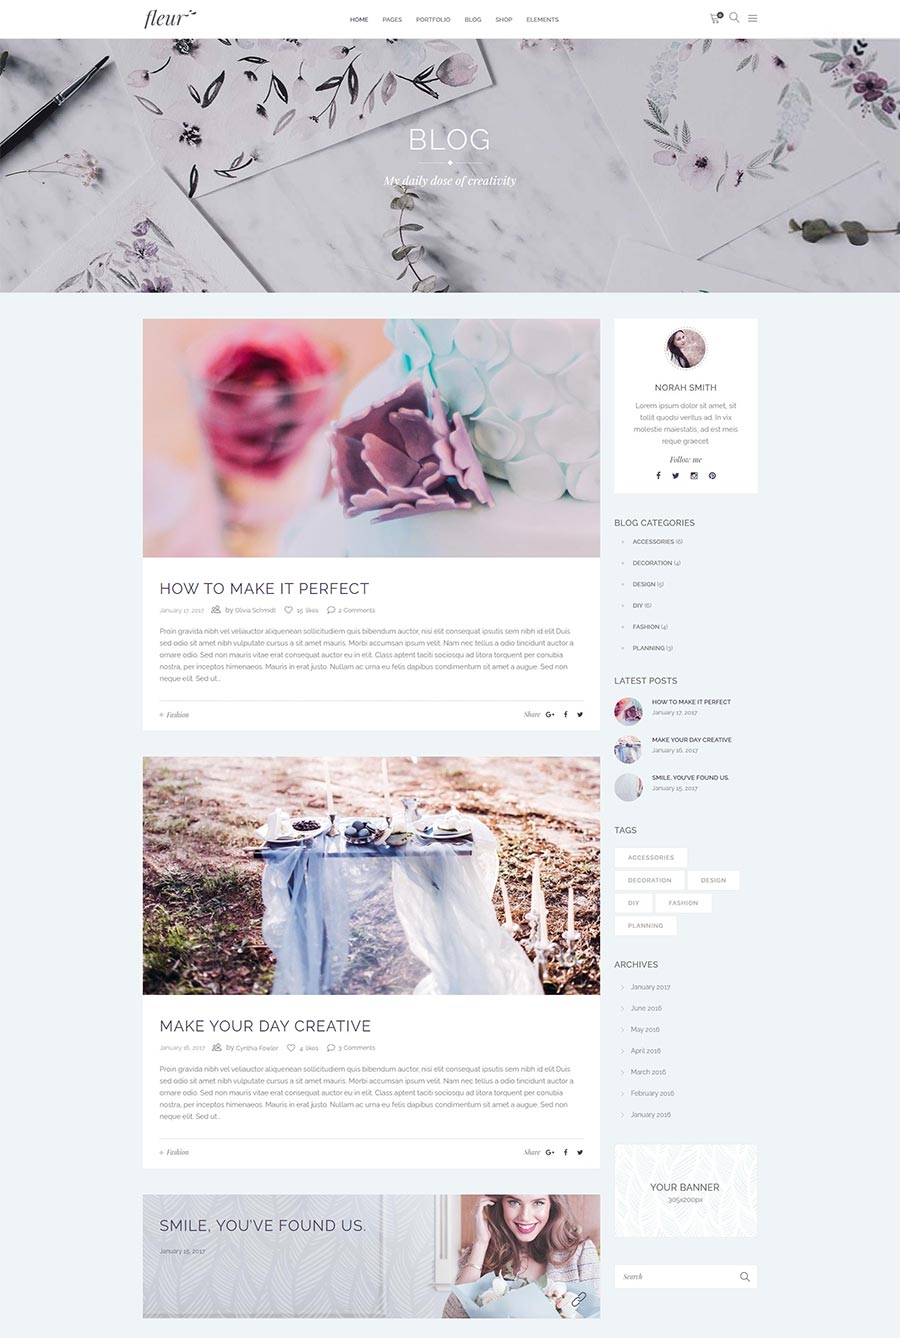 fleur
HOME PAGES PORTFOLIO BLOG SHOP ELEMENTS
0
BLOG
My daily dose of creativity
HOW TO MAKE IT PERFECT
January 17, 2017 by Olivia Schmidt 15 likes 2 Comments
Proin gravida nibh vel veliauctor aliquenean sollicitudiem quis bibendum auctor, nisi elit consequat ipsutis sem nibh id elit Duis
sed odio sit amet nibh vulputate cursus a sit amet mauris. Morbi accumsan ipsum velit. Nam nec tellus a odio tincidunt auctor a
ornare odio. Sed non mauris vitae erat consequat auctor eu in elit. Class aptent taciti sociosqu ad litora torquent per conubia
nostra, per inceptos himenaeos. Mauris in erat justo. Nullam ac urna eu felis dapibus condimentum sit amet a augue. Sed non
neque elit. Sed ut...
Fashion
Share
MAKE YOUR DAY CREATIVE
January 16, 2017 by Cynthia Fowler 4 likes 3 Comments
Proin gravida nibh vel veliauctor aliquenean sollicitudiem quis bibendum auctor, nisi elit consequat ipsutis sem nibh id elit Duis
sed odio sit amet nibh vulputate cursus a sit amet mauris. Morbi accumsan ipsum velit. Nam nec tellus a odio tincidunt auctor a
ornare odio. Sed non mauris vitae erat consequat auctor eu in elit. Class aptent taciti sociosqu ad litora torquent per conubia
nostra, per inceptos himenaeos. Mauris in erat justo. Nullam ac urna eu felis dapibus condimentum sit amet a augue. Sed non
neque elit. Sed ut...
Fashion
Share
SMILE, YOU'VE FOUND US.
January 15, 2017
NORAH SMITH
Lorem ipsum dolor sit amet, sit
tollit quodsi veritus ad. In vix
molestie maiestatis, ad est meis
reque graecet.
Follow me
BLOG CATEGORIES
ACCESSORIES (6)
DECORATION (4)
DESIGN (5)
DIY (6)
FASHION (4)
PLANNING (3)
LATEST POSTS
HOW TO MAKE IT PERFECT
January 17, 2017
MAKE YOUR DAY CREATIVE
January 16, 2017
SMILE, YOU'VE FOUND US.
January 15, 2017
TAGS
ACCESSORIES
DECORATION DESIGN
DIY FASHION
PLANNING
ARCHIVES
January 2017
June 2016
May 2016
April 2016
March 2016
February 2016
January 2016
YOUR BANNER
305x200px
Search